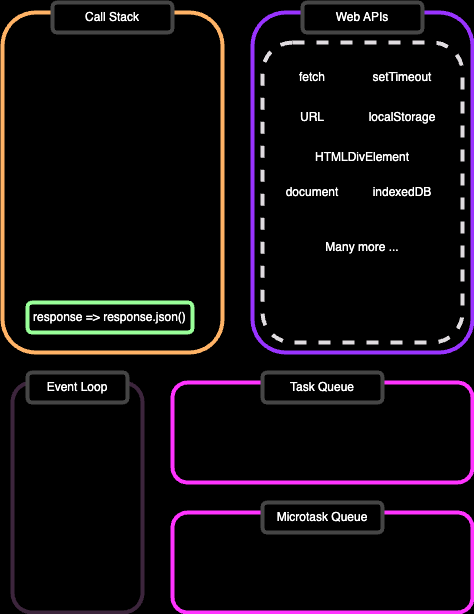 Call Stack
Web APIs
fetch
setTimeout
URL
localStorage
HTMLDivElement
document
indexedDB
Many more ...
response => response.json()
Event Loop
Task Queue
Microtask Queue